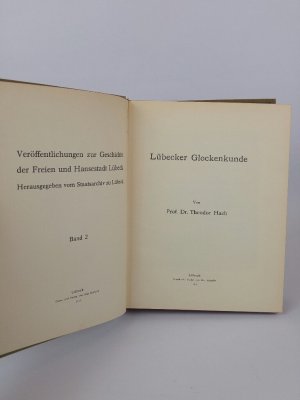 Veröffentlichungen zur Geschichte
der Freien und Hansestadt Lübeck
Herausgegeben vom Staatsarchiv zu Lübeck
Band 2
Lübeck
Lübecker Glockenkunde
Von
Prof. Dr. Theodor Hach
Lübeck